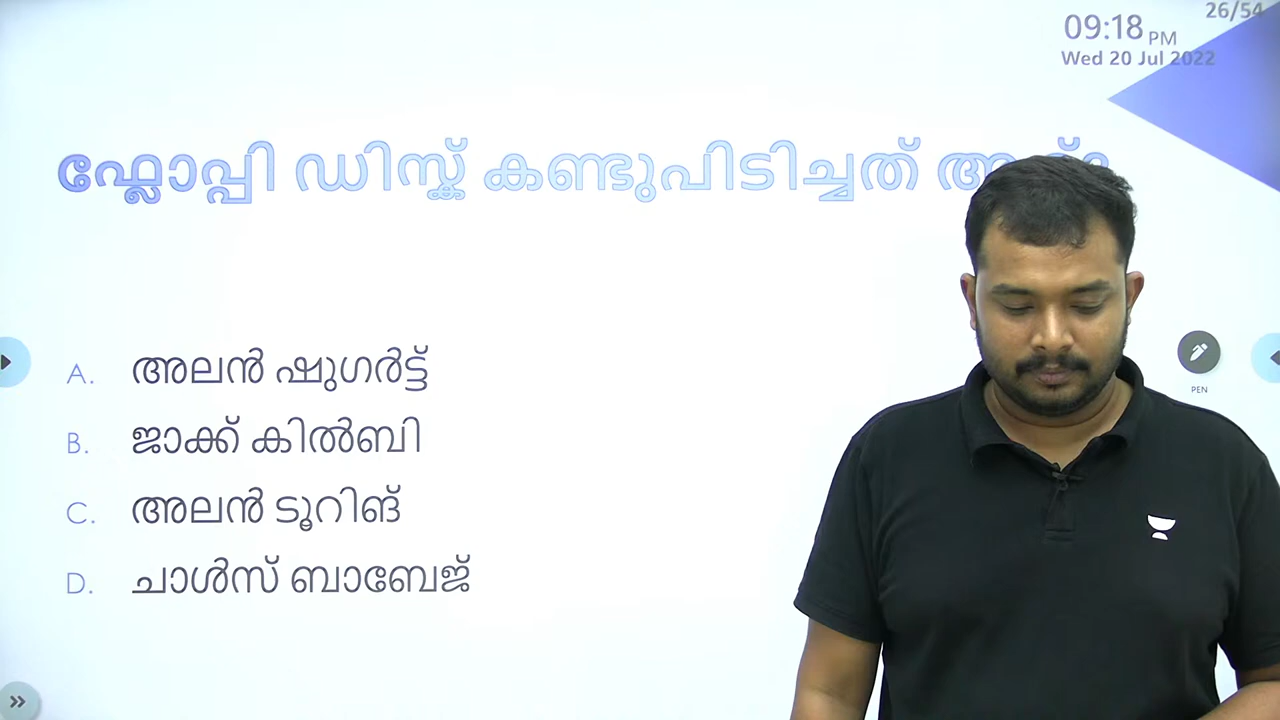 26/54
09:18 PM
Wed 20 Jul 2022
ഫ്ലോപ്പി ഡിസ്ക് കണ്ടുപിടിച്ചത്
A. അലൻ ഷുഗർട്ട്
B. ജാക്ക് കിൽബി
PEN
C. അലൻ ടൂറിങ്
D. ചാൾസ് ബാബേജ്